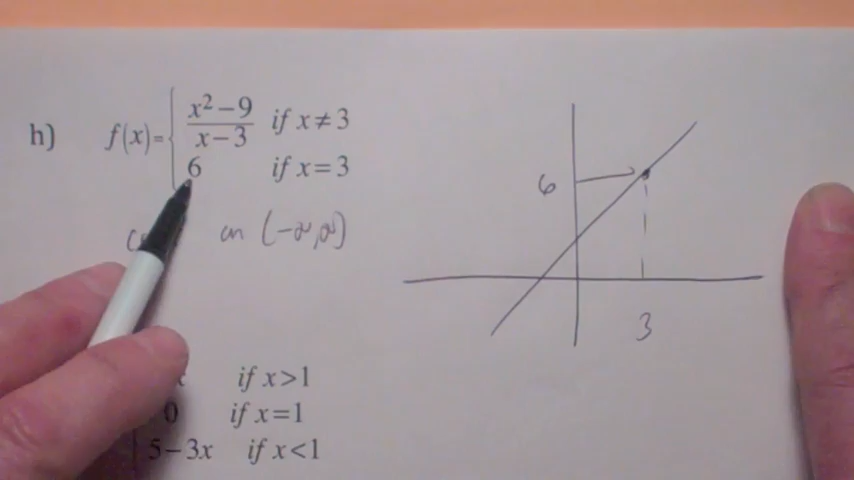 h) f(x)= { x²−9 / x−3 if x≠3
6 if x=3
on (-∞,∞)
6
3
if x>1
0 if x=1
5−3x if x<1